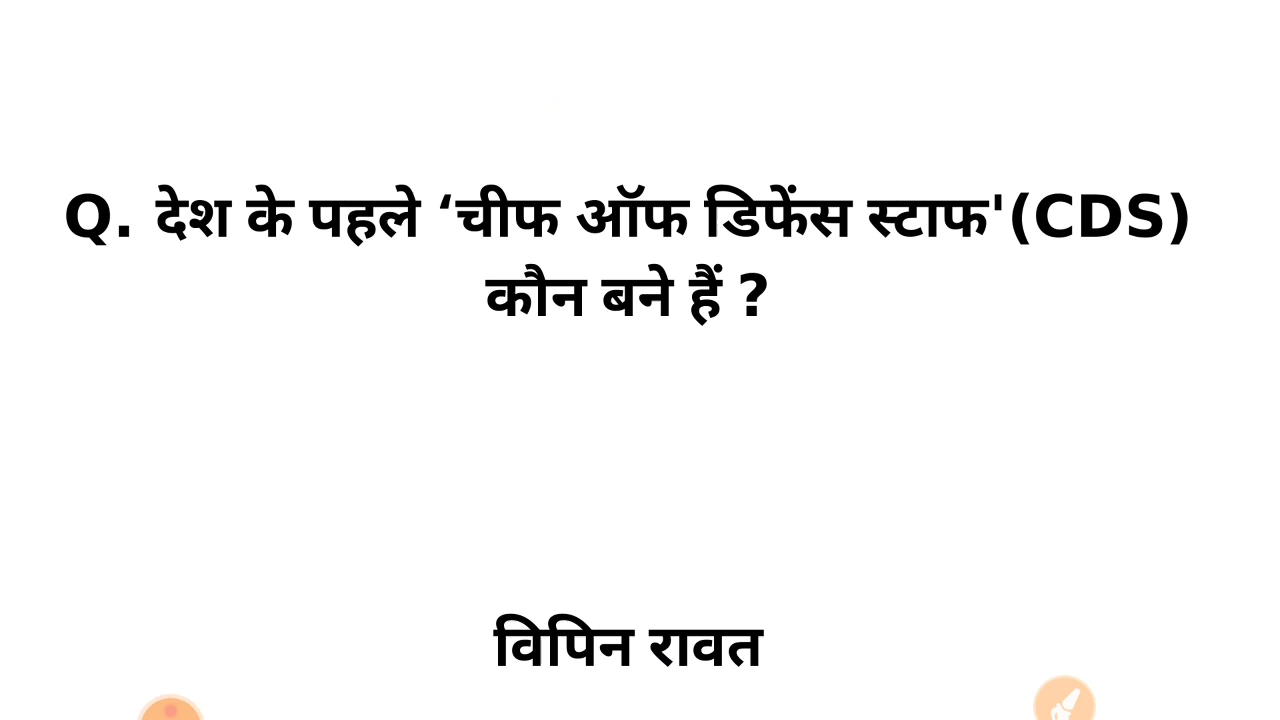 Q. देश के पहले ‘चीफ ऑफ डिफेंस स्टाफ'(CDS)
कौन बने हैं ?
विपिन रावत